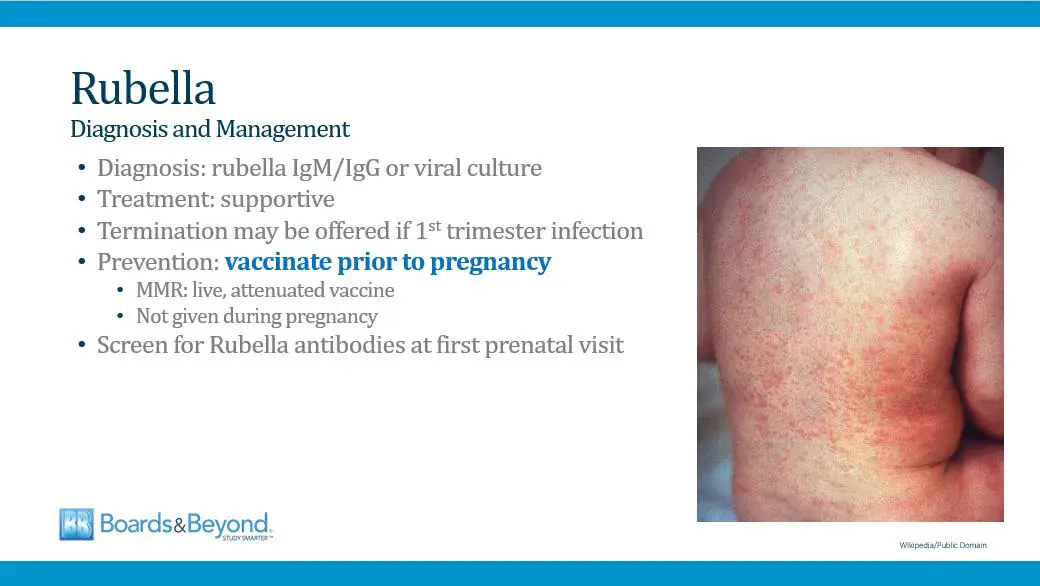 Rubella
Diagnosis and Management
• Diagnosis: rubella IgM/IgG or viral culture
• Treatment: supportive
• Termination may be offered if 1st trimester infection
• Prevention: vaccinate prior to pregnancy
• MMR: live, attenuated vaccine
• Not given during pregnancy
• Screen for Rubella antibodies at first prenatal visit
BB Boards&Beyond.
STUDY SMARTER™
Wikipedia/Public Domain